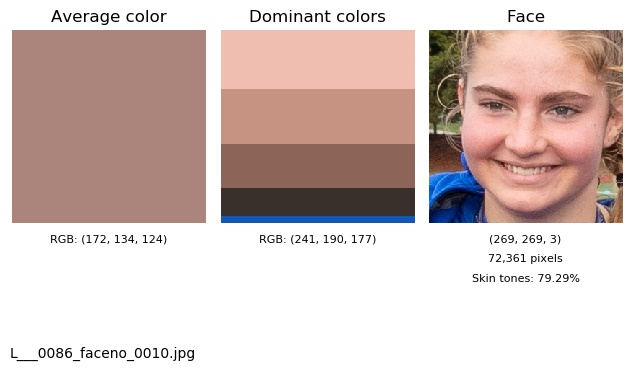 Average color
Dominant colors
Face
RGB: (172, 134, 124)
RGB: (241, 190, 177)
(269, 269, 3)
72,361 pixels
Skin tones: 79.29%
L___0086_faceno_0010.jpg